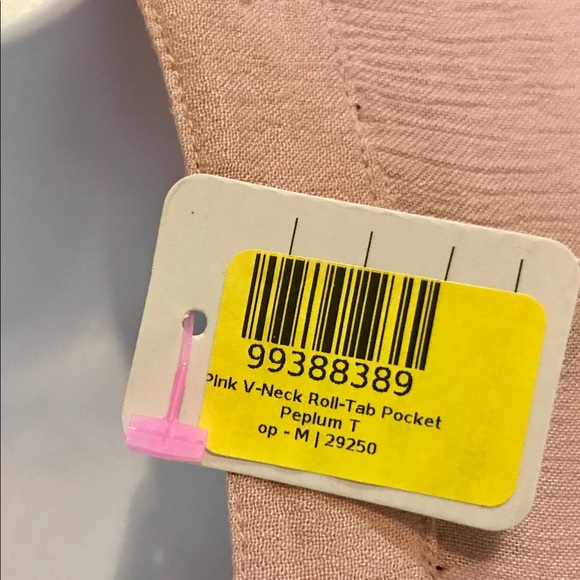 99388389
Pink V-Neck Roll-Tab Pocket
Peplum T
op - M | 29250